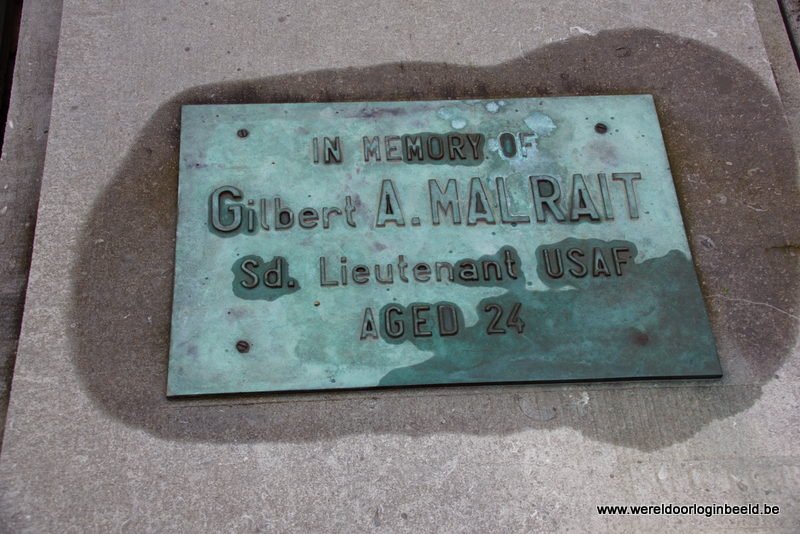 IN MEMORY OF
Gilbert A. MALRAIT
Sd. Lieutenant USAF
AGED 24
www.wereldoorloginbeeld.be